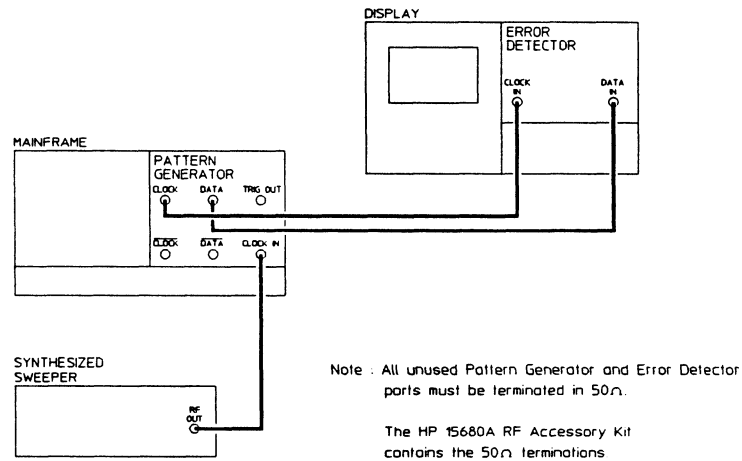 DISPLAY
ERROR
DETECTOR
CLOCK
IN
DATA
IN
MAINFRAME
PATTERN
GENERATOR
CLOCK DATA TRIG OUT
CLOCK DATA CLOCK IN
SYNTHESIZED
SWEEPER
RF
OUT
Note : All unused Pattern Generator and Error Detector
ports must be terminated in 50Ω.
The HP 15680A RF Accessory Kit
contains the 50Ω terminations